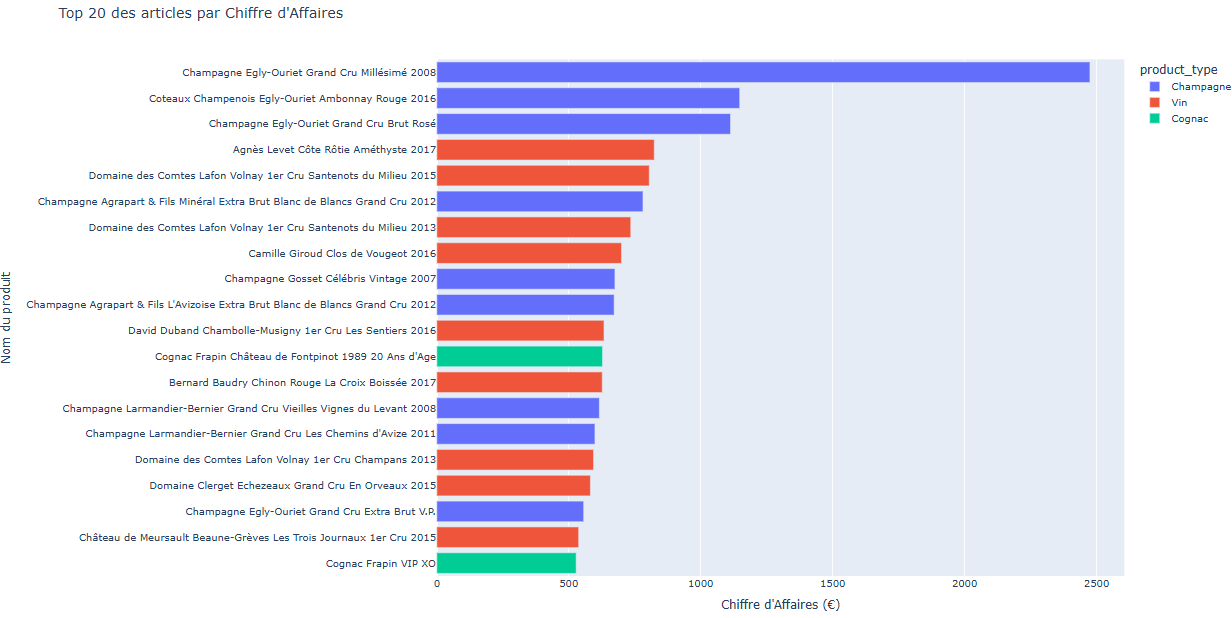 Top 20 des articles par Chiffre d'Affaires
Nom du produit
Champagne Egly-Ouriet Grand Cru Millésimé 2008
Coteaux Champenois Egly-Ouriet Ambonnay Rouge 2016
Champagne Egly-Ouriet Grand Cru Brut Rosé
Agnès Levet Côte Rôtie Améthyste 2017
Domaine des Comtes Lafon Volnay 1er Cru Santenots du Milieu 2015
Champagne Agrapart & Fils Minéral Extra Brut Blanc de Blancs Grand Cru 2012
Domaine des Comtes Lafon Volnay 1er Cru Santenots du Milieu 2013
Camille Giroud Clos de Vougeot 2016
Champagne Gosset Célébris Vintage 2007
Champagne Agrapart & Fils L'Avizoise Extra Brut Blanc de Blancs Grand Cru 2012
David Duband Chambolle-Musigny 1er Cru Les Sentiers 2016
Cognac Frapin Château de Fontpinot 1989 20 Ans d'Age
Bernard Baudry Chinon Rouge La Croix Boissée 2017
Champagne Larmandier-Bernier Grand Cru Vieilles Vignes du Levant 2008
Champagne Larmandier-Bernier Grand Cru Les Chemins d'Avize 2011
Domaine des Comtes Lafon Volnay 1er Cru Champans 2013
Domaine Clerget Echezeaux Grand Cru En Orveaux 2015
Champagne Egly-Ouriet Grand Cru Extra Brut V.P.
Château de Meursault Beaune-Grèves Les Trois Journaux 1er Cru 2015
Cognac Frapin VIP XO
0 500 1000 1500 2000 2500
Chiffre d'Affaires (€)
product_type
Champagne
Vin
Cognac